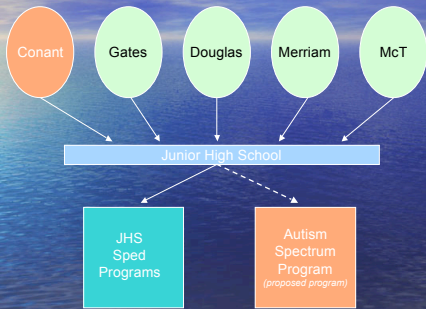 Conant
Gates
Douglas
Merriam
McT
Junior High School
JHS
Sped
Programs
Autism
Spectrum
Program
(proposed program)